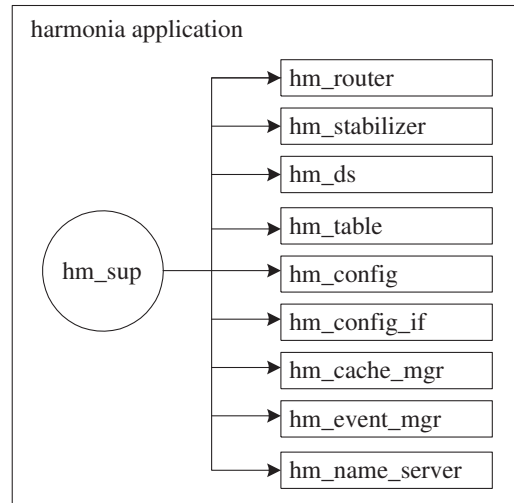 harmonia application
hm_router
hm_stabilizer
hm_ds
hm_table
hm_sup
hm_config
hm_config_if
hm_cache_mgr
hm_event_mgr
hm_name_server